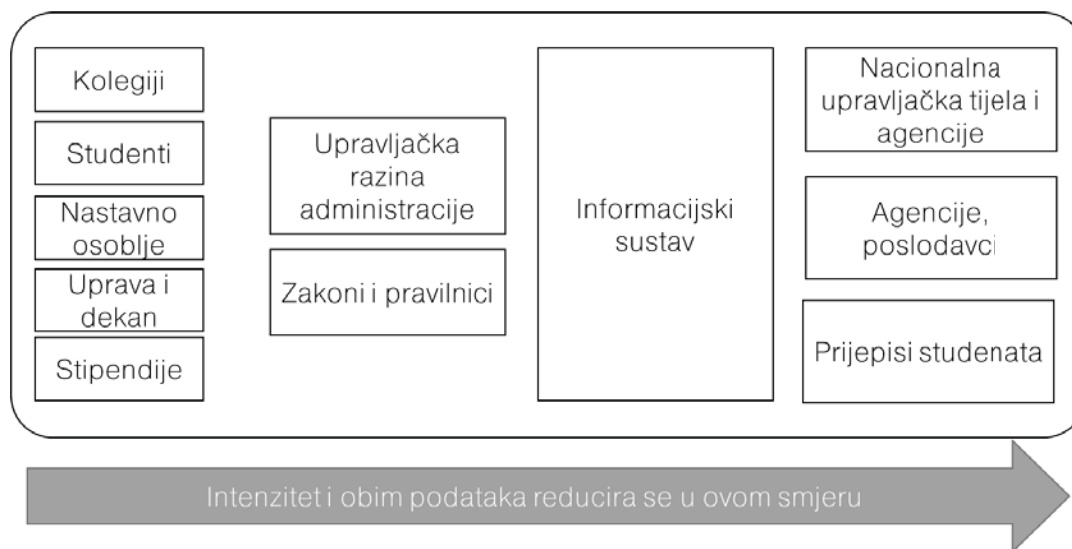 Kolegiji
Studenti
Nastavno
osoblje
Uprava i
dekan
Stipendije
Upravljačka
razina
administracije
Zakoni i pravilnici
Informacijski
sustav
Nacionalna
upravljačka tijela i
agencije
Agencije,
poslodavci
Prijepisi studenata
Intenzitet i obim podataka reducira se u ovom smjeru